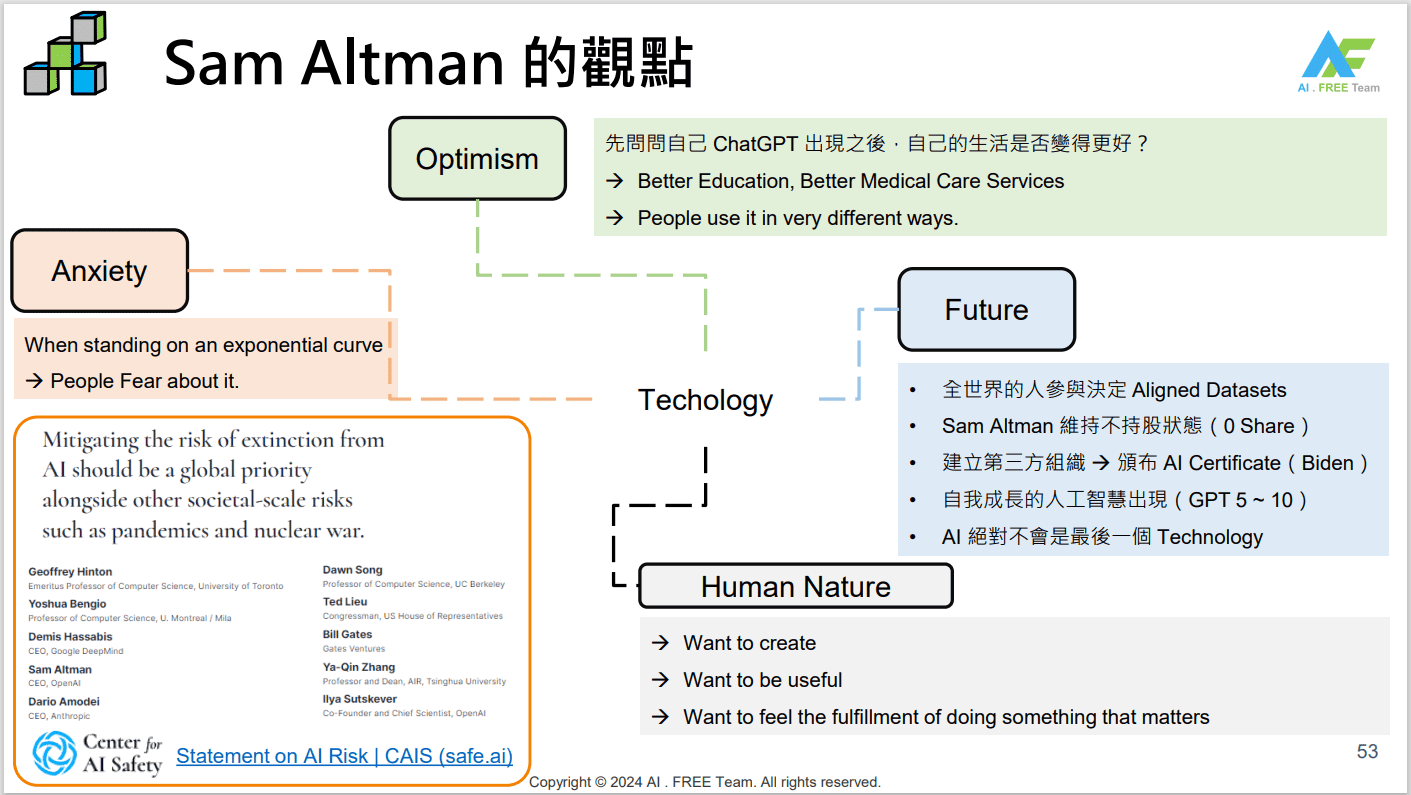 Sam Altman 的觀點
AI . FREE Team
Optimism
先問問自己 ChatGPT 出現之後，自己的生活是否變得更好？
→ Better Education, Better Medical Care Services
→ People use it in very different ways.
Anxiety
When standing on an exponential curve
→ People Fear about it.
Techology
Future
• 全世界的人參與決定 Aligned Datasets
• Sam Altman 維持不持股狀態（0 Share）
• 建立第三方組織 → 頒布 AI Certificate（Biden）
• 自我成長的人工智慧出現（GPT 5 ~ 10）
• AI 絕對不會是最後一個 Technology
Mitigating the risk of extinction from
AI should be a global priority
alongside other societal-scale risks
such as pandemics and nuclear war.
Geoffrey Hinton
Emeritus Professor of Computer Science, University of Toronto
Yoshua Bengio
Professor of Computer Science, U. Montreal / Mila
Demis Hassabis
CEO, Google DeepMind
Sam Altman
CEO, OpenAI
Dario Amodei
CEO, Anthropic
Dawn Song
Professor of Computer Science, UC Berkeley
Ted Lieu
Congressman, US House of Representatives
Bill Gates
Gates Ventures
Ya-Qin Zhang
Professor and Dean, AIR, Tsinghua University
Ilya Sutskever
Co-Founder and Chief Scientist, OpenAI
Center for
AI Safety
Statement on AI Risk | CAIS (safe.ai)
Human Nature
→ Want to create
→ Want to be useful
→ Want to feel the fulfillment of doing something that matters
53
Copyright © 2024 AI . FREE Team. All rights reserved.